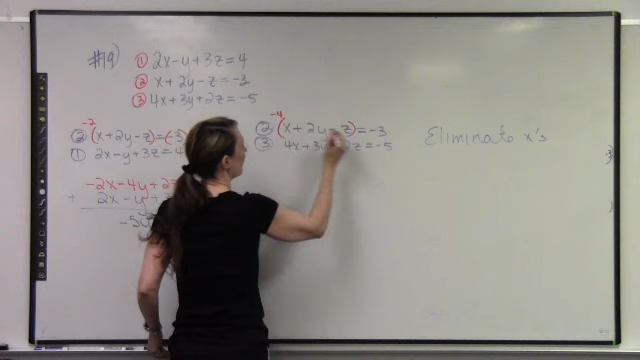 #19)
① 2x-y+3z=4
② x+2y-z=-3
③ 4x+3y+2z=-5
-2
② (x+2y-z)=(-3
① 2x-y+3z=4
-2x-4y+2z
+ 2x-y
-5y
-4
② (x+2y-z)=-3
③ 4x+3y 2z=-5
Eliminate x's